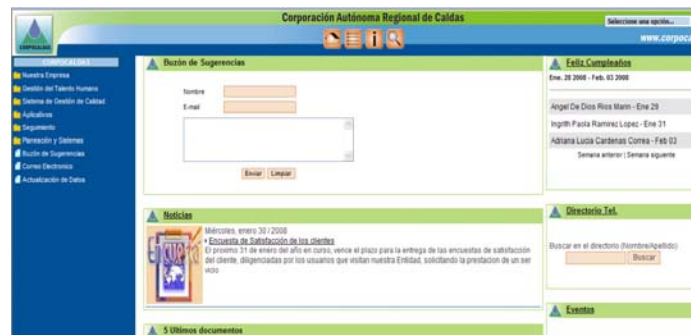 Corporación Autónoma Regional de Caldas
Seleccione una opción...
www.corpoca
CORPOCALDAS
CORPOCALDAS
Nuestra Empresa
Gestión del Talento Humano
Sistema de Gestión de Calidad
Aplicativos
Seguimiento
Planeación y Sistemas
Buzón de Sugerencias
Correo Electronico
Actualización de Datos
Buzón de Sugerencias
Nombre
E-mail
Enviar
Limpiar
Noticias
Miércoles, enero 30 / 2008
Encuesta de Satisfacción de los clientes
El proximo 31 de enero del año en curso, vence el plazo para la entrega de las encuestas de satisfacción
del cliente, diligenciadas por los usuarios que visitan nuestra Entidad, solicitando la prestacion de un ser
vicio
Encuesta
5 Ultimos documentos
Feliz Cumpleaños
Ene. 28 2008 - Feb. 03 2008
Angel De Dios Rios Marin - Ene 29
Ingrith Paola Ramirez Lopez - Ene 31
Adriana Lucia Cardenas Correa - Feb 03
Semana anterior | Semana siguiente
Directorio Tel.
Buscar en el directorio (Nombre/Apellido)
Buscar
Eventos